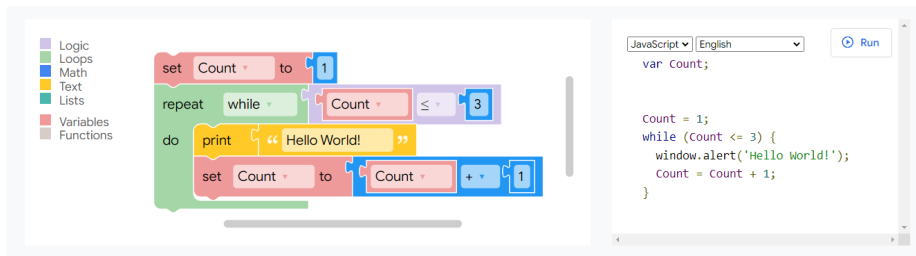 Logic
Loops
Math
Text
Lists
Variables
Functions
set Count to 1
repeat while Count ≤ 3
do print “ Hello World! ”
set Count to Count + 1
JavaScript English Run
var Count;
Count = 1;
while (Count <= 3) {
window.alert('Hello World!');
Count = Count + 1;
}